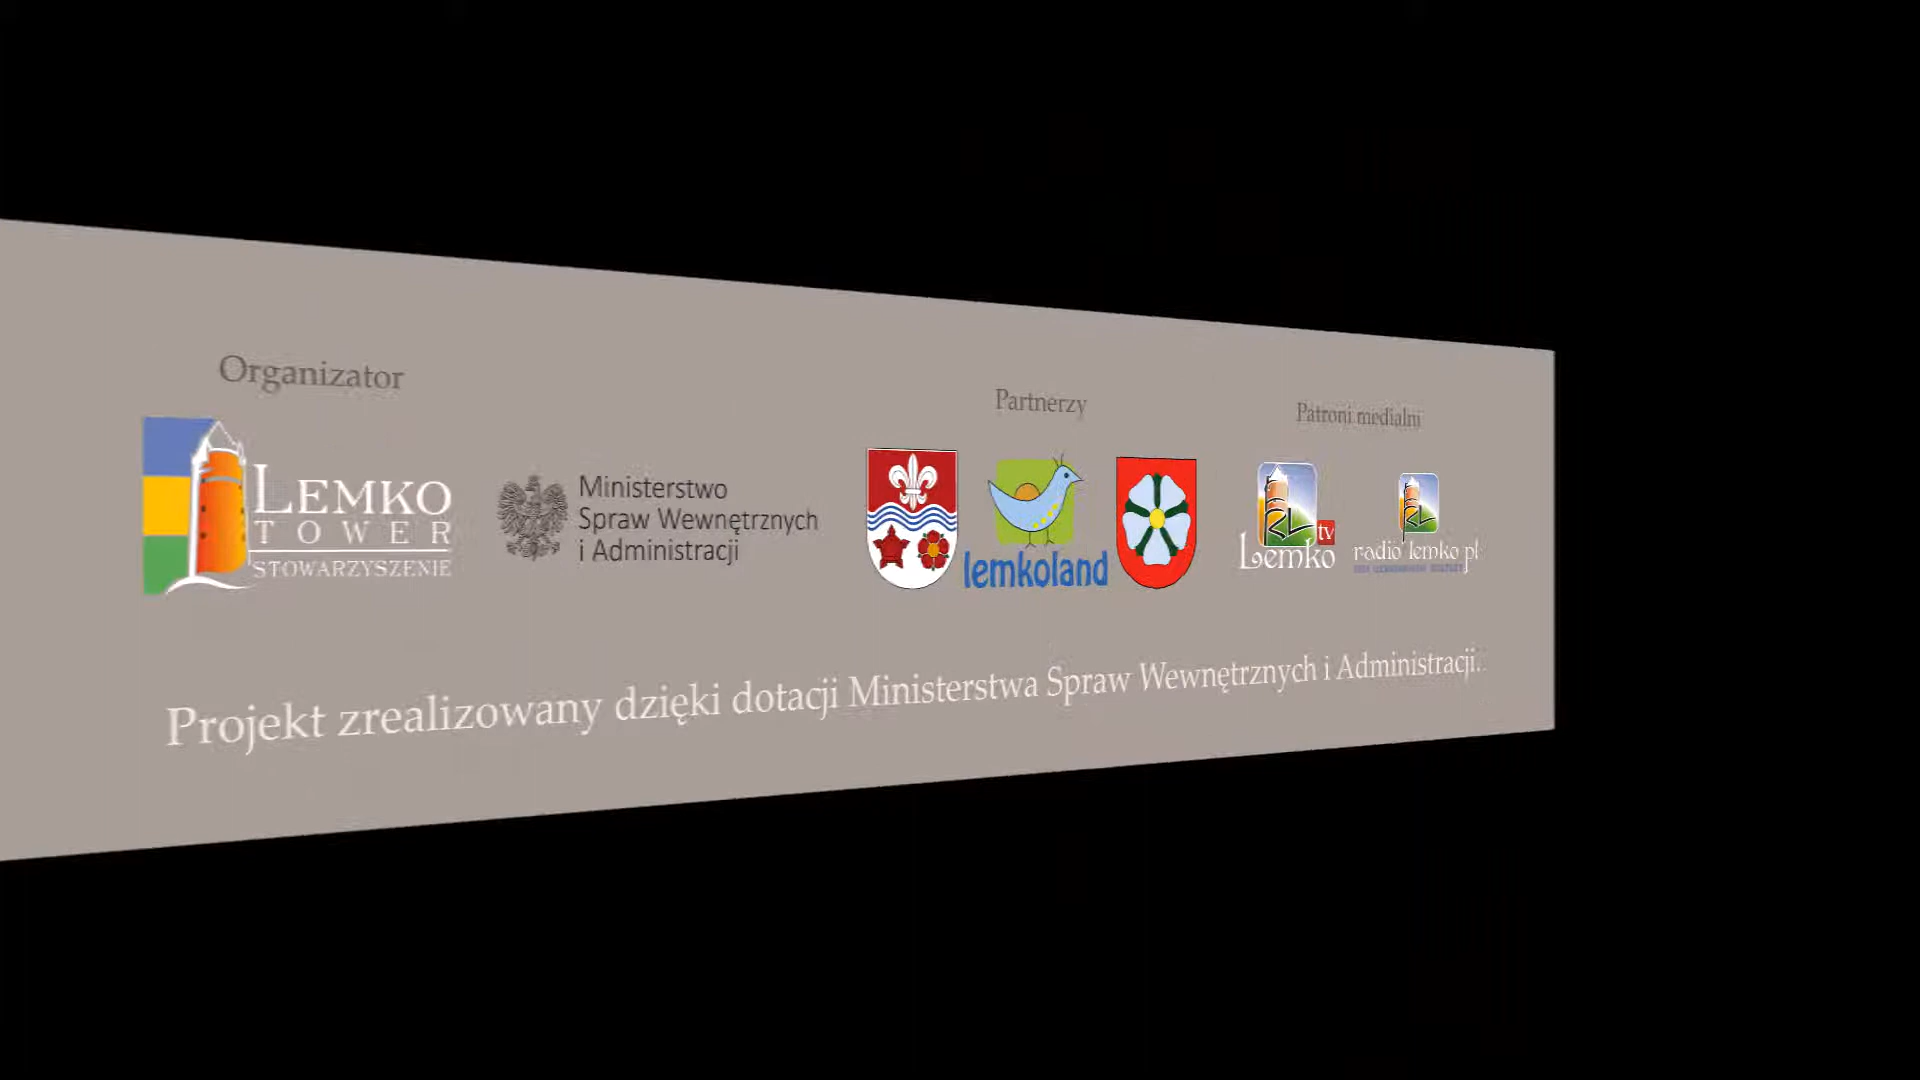 Organizator
LEMKO
TOWER
STOWARZYSZENIE
Ministerstwo
Spraw Wewnętrznych
i Administracji
Partnerzy
lemkoland
Patroni medialni
tv
Lemko
radio lemko pl
Projekt zrealizowany dzięki dotacji Ministerstwa Spraw Wewnętrznych i Administracji.